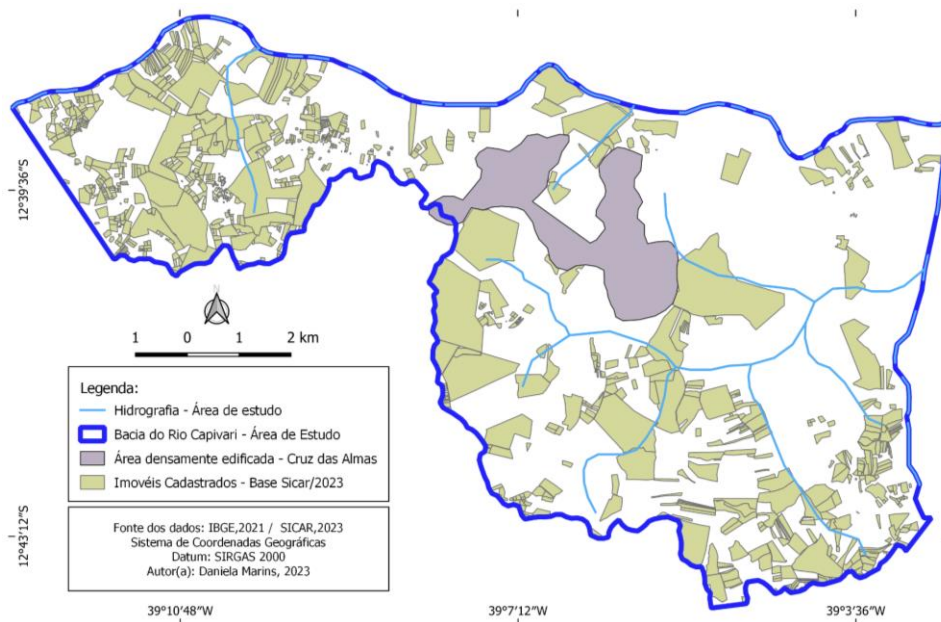 39°10'48"W
39°7'12"W
39°3'36"W
12°39'36"S
12°43'12"S
N
1 0 1 2 km
Legenda:
Hidrografia - Área de estudo
Bacia do Rio Capivari - Área de Estudo
Área densamente edificada - Cruz das Almas
Imovéis Cadastrados - Base Sicar/2023
Fonte dos dados: IBGE,2021 / SICAR,2023
Sistema de Coordenadas Geográficas
Datum: SIRGAS 2000
Autor(a): Daniela Marins, 2023